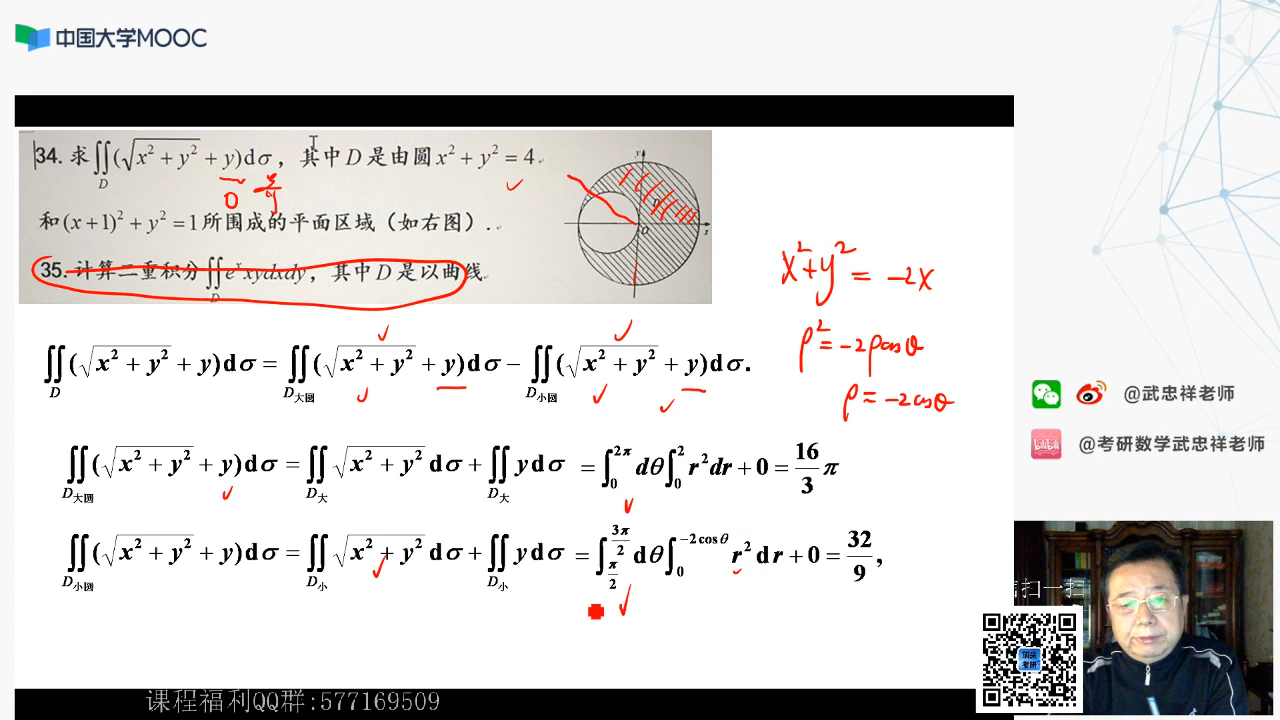 中国大学MOOC
34. 求∬_D(√(x²+y²)+y)dσ，其中D是由圆x²+y²=4
0
和(x+1)²+y²=1所围成的平面区域（如右图）.
35. 计算二重积分∬_D eˣxydxdy，其中D是以曲线
y
D
O
x
x²+y²=-2x
ρ²=-2ρcosθ
ρ=-2cosθ
∬_D(√(x²+y²)+y)dσ=∬_{D大圆}(√(x²+y²)+y)dσ-∬_{D小圆}(√(x²+y²)+y)dσ.
∬_{D大圆}(√(x²+y²)+y)dσ=∬_{D大}√(x²+y²)dσ+∬_{D大}ydσ=∫_0^{2π}dθ∫_0^2 r²dr+0=16/3 π
∬_{D小圆}(√(x²+y²)+y)dσ=∬_{D小}√(x²+y²)dσ+∬_{D小}ydσ=∫_{π/2}^{3π/2}dθ∫_0^{-2cosθ}r²dr+0=32/9,
@武忠祥老师
bilibili
@考研数学武忠祥老师
扫一扫
课程福利QQ群:577169509